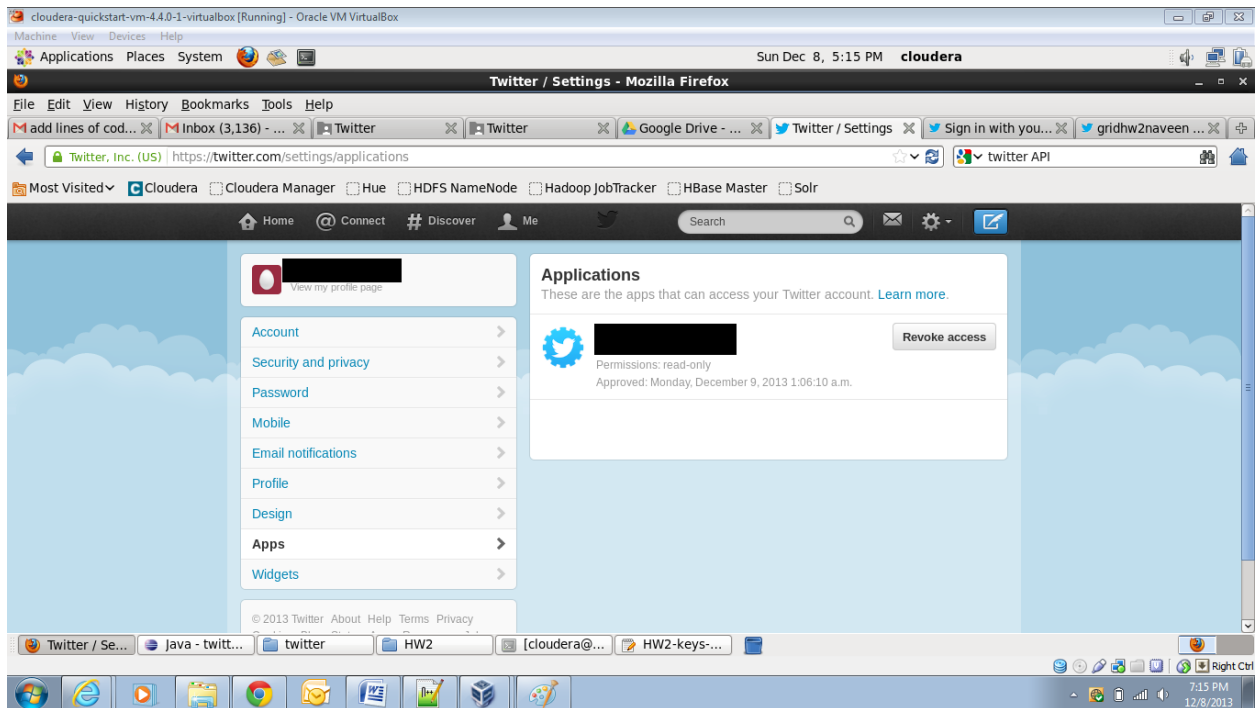 cloudera-quickstart-vm-4.4.0-1-virtualbox [Running] - Oracle VM VirtualBox
Machine View Devices Help
Applications Places System Sun Dec 8, 5:15 PM cloudera
Twitter / Settings - Mozilla Firefox
File Edit View History Bookmarks Tools Help
add lines of cod... Inbox (3,136) - ... Twitter Twitter Google Drive - ... Twitter / Settings Sign in with you... gridhw2naveen ...
Twitter, Inc. (US) https://twitter.com/settings/applications twitter API
Most Visited Cloudera Cloudera Manager Hue HDFS NameNode Hadoop JobTracker HBase Master Solr
Home Connect Discover Me Search
View my profile page
Account
Security and privacy
Password
Mobile
Email notifications
Profile
Design
Apps
Widgets
© 2013 Twitter About Help Terms Privacy
Applications
These are the apps that can access your Twitter account. Learn more.
Revoke access
Permissions: read-only
Approved: Monday, December 9, 2013 1:06:10 a.m.
Twitter / Se... Java - twitt... twitter HW2 [cloudera@... HW2-keys-...
Right Ctrl
7:15 PM
12/8/2013